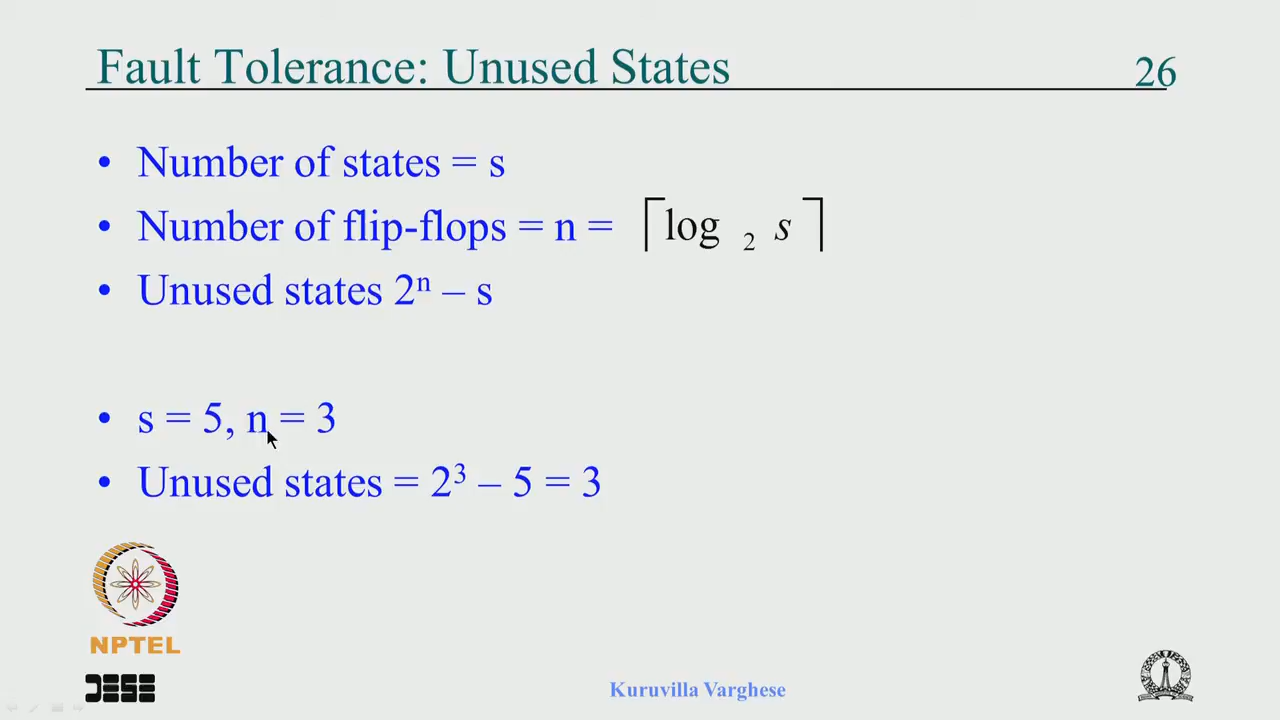 Fault Tolerance: Unused States 26
• Number of states = s
• Number of flip-flops = n = ⌈log ₂ s⌉
• Unused states 2ⁿ – s
• s = 5, n = 3
• Unused states = 2³ – 5 = 3
NPTEL
DESE
Kuruvilla Varghese